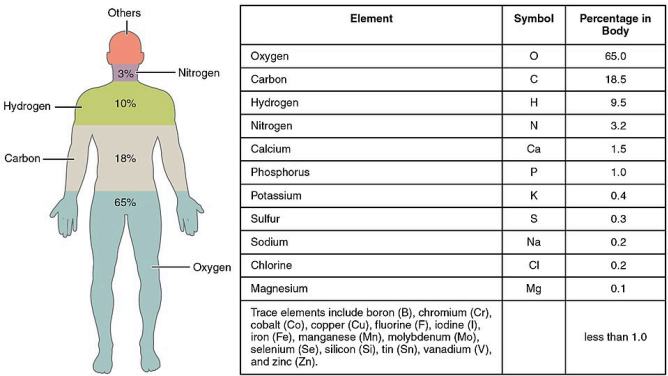 Others
3%
Nitrogen
Hydrogen
10%
Carbon
18%
65%
Oxygen
Element Symbol Percentage in
Body
Oxygen O 65.0
Carbon C 18.5
Hydrogen H 9.5
Nitrogen N 3.2
Calcium Ca 1.5
Phosphorus P 1.0
Potassium K 0.4
Sulfur S 0.3
Sodium Na 0.2
Chlorine Cl 0.2
Magnesium Mg 0.1
Trace elements include boron (B), chromium (Cr),
cobalt (Co), copper (Cu), fluorine (F), iodine (I),
iron (Fe), manganese (Mn), molybdenum (Mo),
selenium (Se), silicon (Si), tin (Sn), vanadium (V),
and zinc (Zn).
less than 1.0